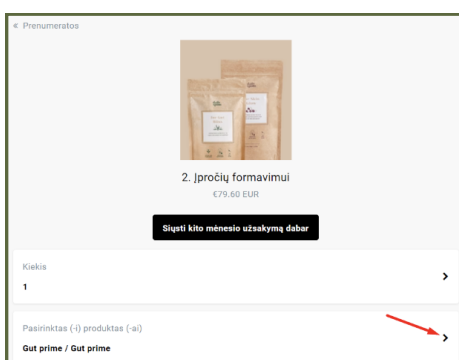 « Prenumeratos
2. Įpročių formavimui
€79.60 EUR
Siųsti kito mėnesio užsakymą dabar
Kiekis
1
Pasirinktas (-i) produktas (-ai)
Gut prime / Gut prime